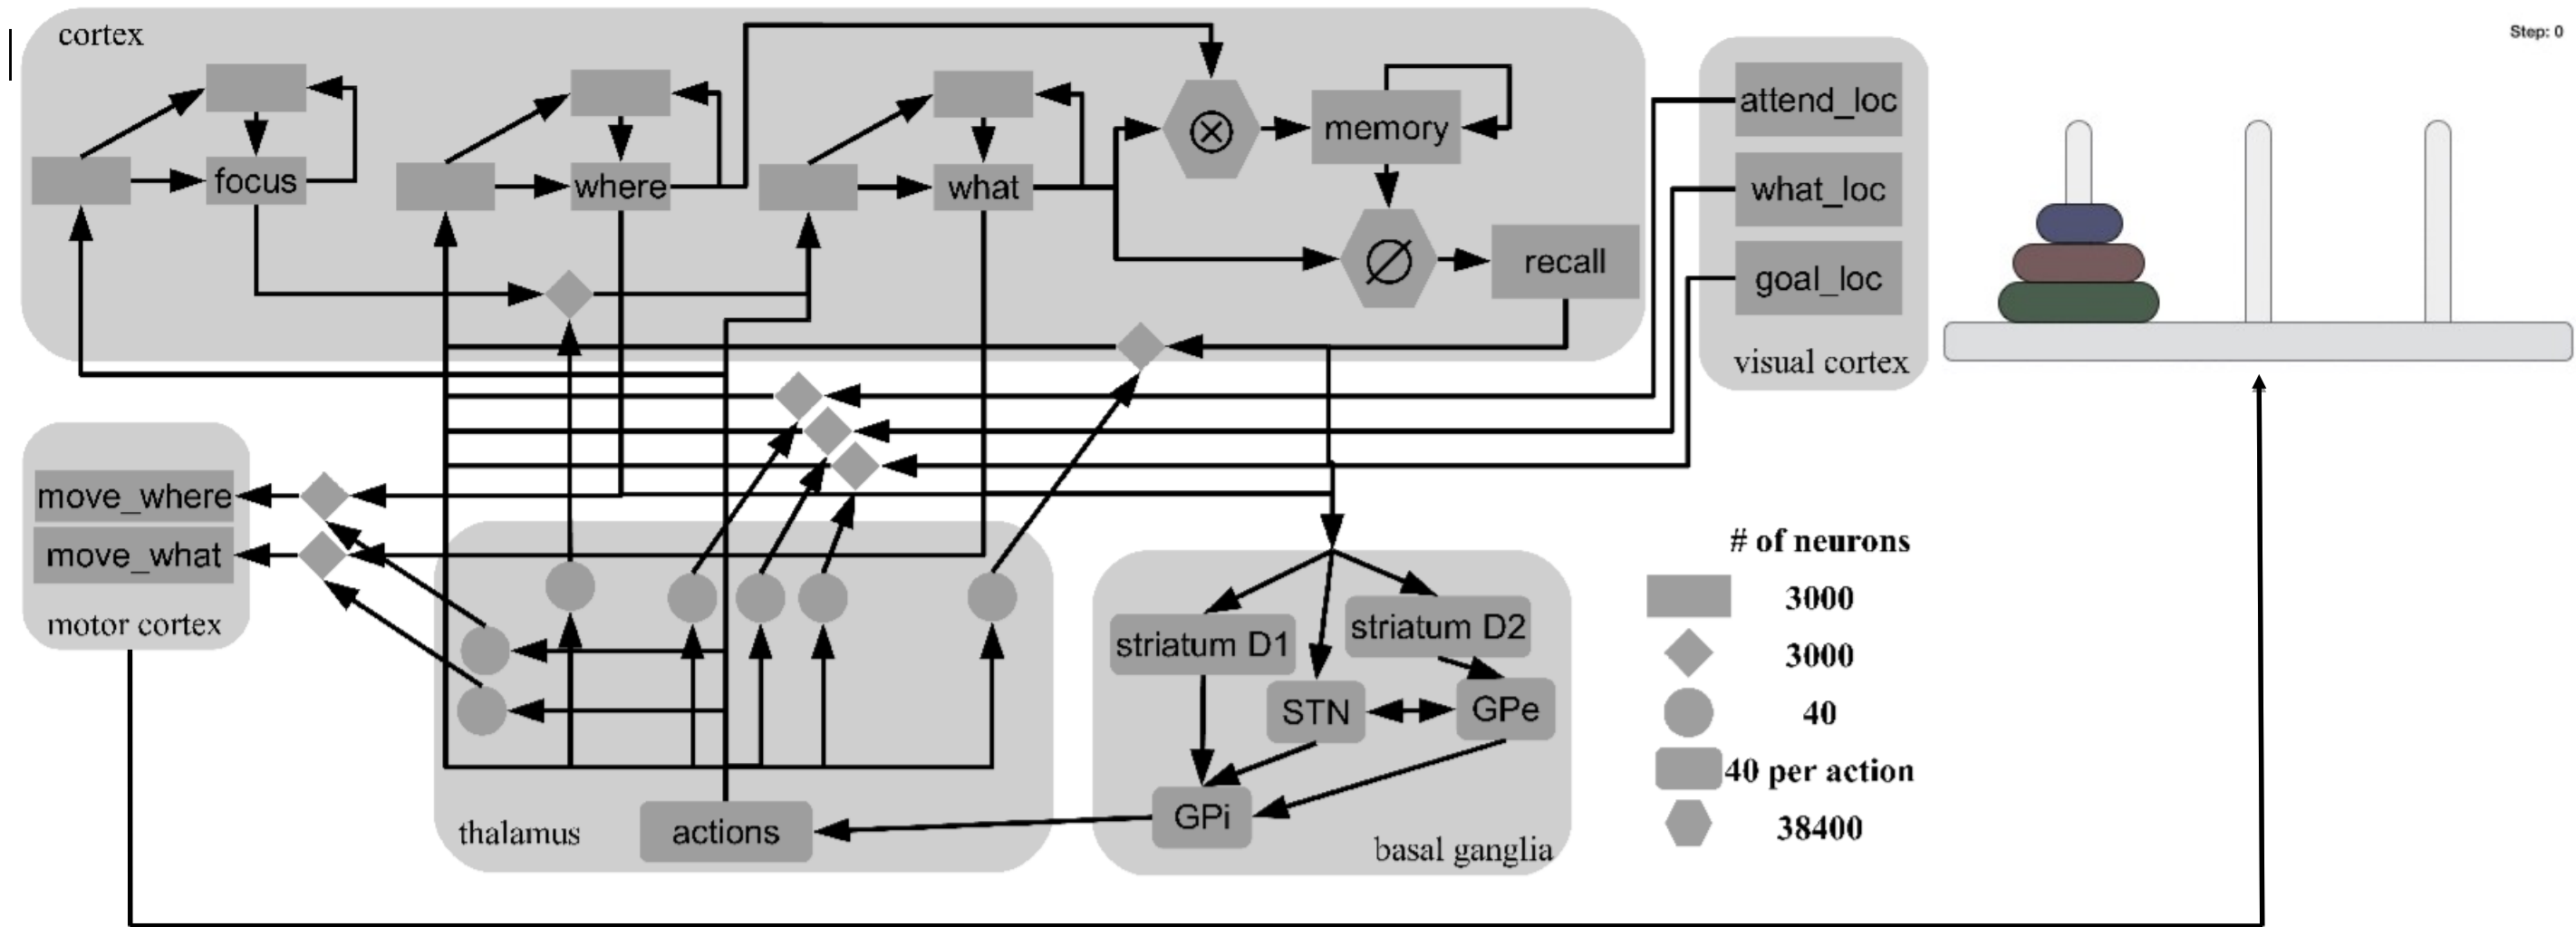 cortex
focus
where
what
memory
recall
attend_loc
what_loc
goal_loc
visual cortex
Step: 0
move_where
move_what
motor cortex
thalamus
actions
striatum D1
striatum D2
STN
GPe
GPi
basal ganglia
# of neurons
3000
3000
40
40 per action
38400